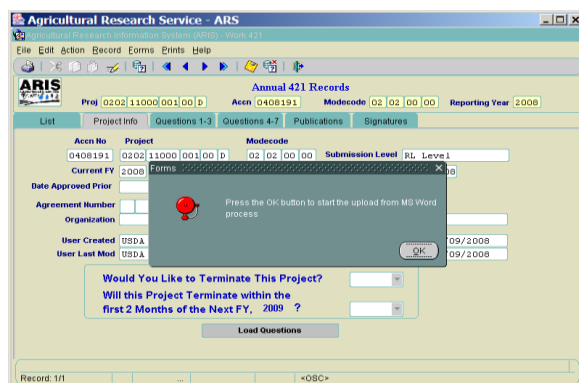 Agricultural Research Service - ARS
Agricultural Research Information System (ARIS) - Work 421
File Edit Action Record Forms Prints Help
ARIS
Annual 421 Records
Proj 0202 11000 001 00 D Accn 0408191 Modecode 02 02 00 00 Reporting Year 2008
List Project Info Questions 1-3 Questions 4-7 Publications Signatures
Accn No Project Modecode
0408191 0202 11000 001 00 D 02 02 00 00 Submission Level RL Level
Current FY 2008
Forms
Date Approved Prior
Press the OK button to start the upload from MS Word
process
Agreement Number
Organization
OK
User Created USDA 09/2008
User Last Mod USDA 09/2008
Would You Like to Terminate This Project?
Will this Project Terminate within the
first 2 Months of the Next FY, 2009 ?
Load Questions
Record: 1/1 ... <OSC>